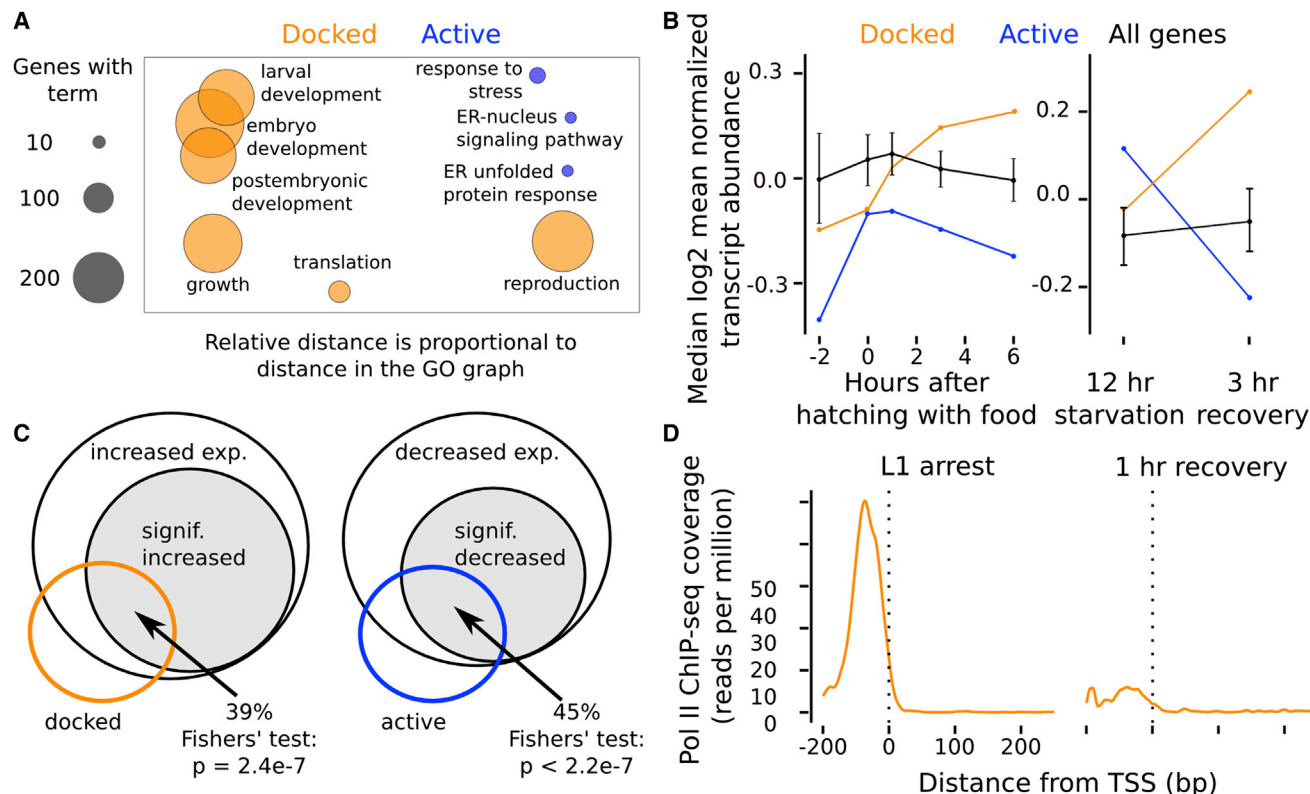 A
Docked Active
Genes with
term
10
100
200
larval
development
embryo
development
postembryonic
development
growth
translation
response to
stress
ER-nucleus
signaling pathway
ER unfolded
protein response
reproduction
Relative distance is proportional to
distance in the GO graph
B
Docked Active All genes
Median log2 mean normalized
transcript abundance
0.3
0.0
-0.3
-2 0 2 4 6
Hours after
hatching with food
0.2
0.0
-0.2
12 hr 3 hr
starvation recovery
C
increased exp.
signif.
increased
docked
39%
Fishers' test:
p = 2.4e-7
decreased exp.
signif.
decreased
active
45%
Fishers' test:
p < 2.2e-7
D
L1 arrest 1 hr recovery
Pol II ChIP-seq coverage
(reads per million)
50
40
30
20
10
0
-200 0 200
Distance from TSS (bp)